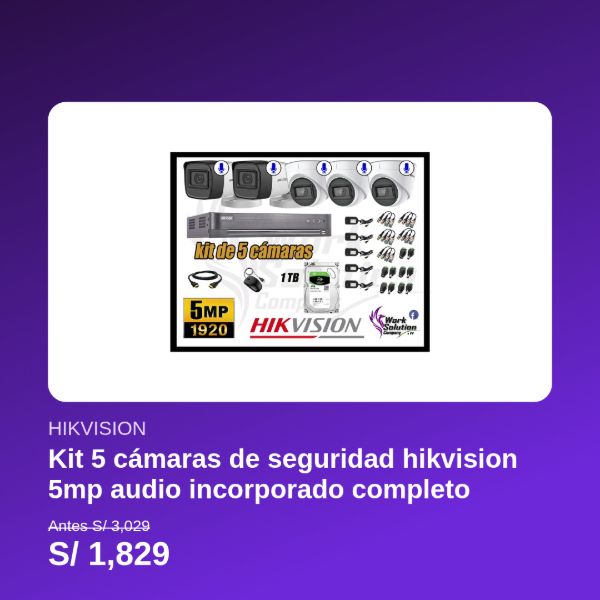 kit de 5 cámaras
1 TB
5MP
1920
HIKVISION
Work
Solution
Company
HIKVISION
Kit 5 cámaras de seguridad hikvision
5mp audio incorporado completo
Antes S/ 3,029
S/ 1,829